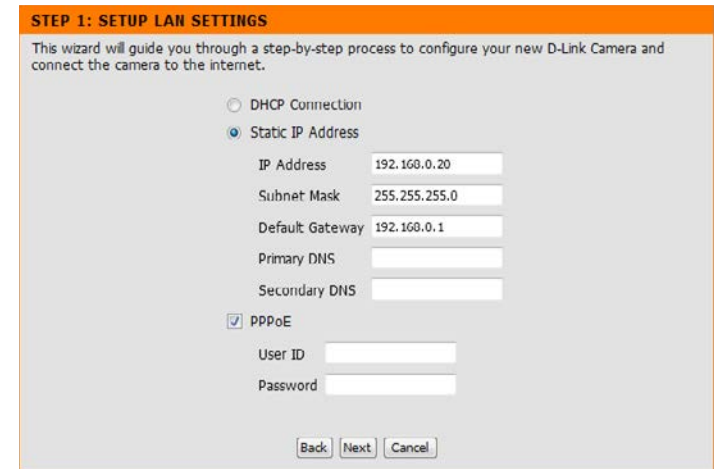 STEP 1: SETUP LAN SETTINGS
This wizard will guide you through a step-by-step process to configure your new D-Link Camera and
connect the camera to the internet.
DHCP Connection
Static IP Address
IP Address 192.168.0.20
Subnet Mask 255.255.255.0
Default Gateway 192.168.0.1
Primary DNS
Secondary DNS
PPPoE
User ID
Password
Back Next Cancel